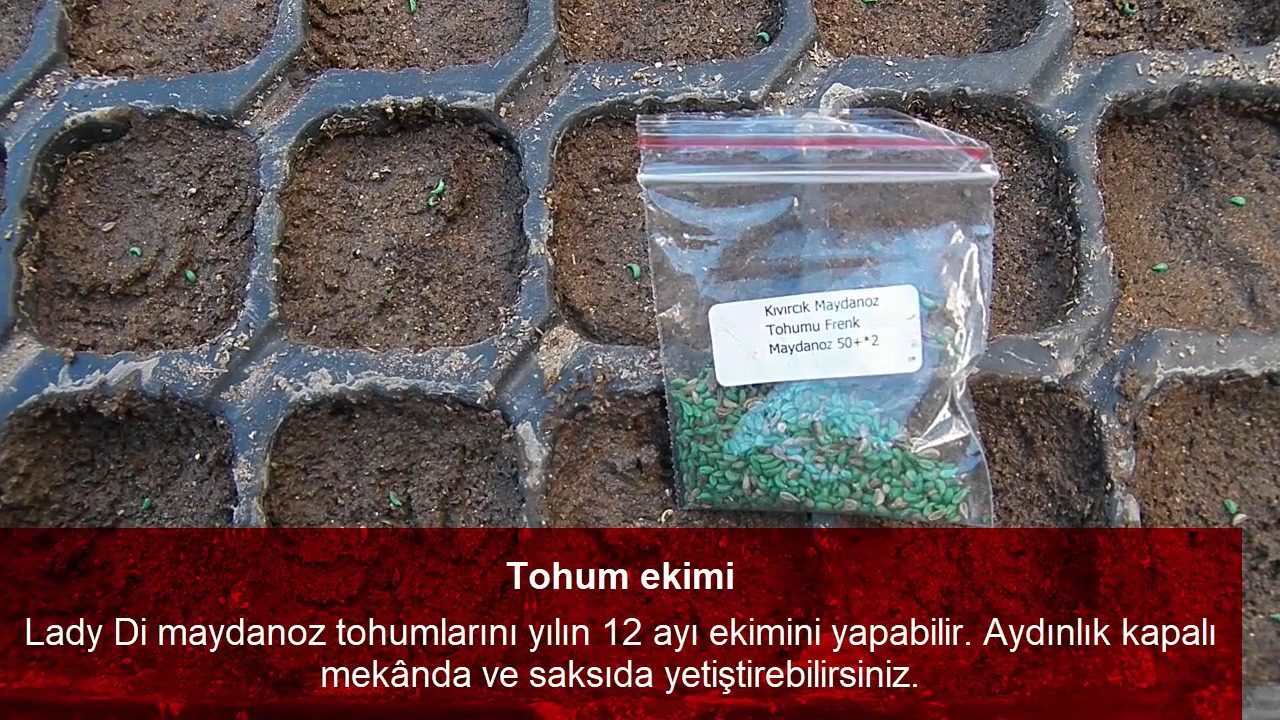 Kıvırcık Maydanoz
Tohumu Frenk
Maydanoz 50+*2
Tohum ekimi
Lady Di maydanoz tohumlarını yılın 12 ayı ekimini yapabilir. Aydınlık kapalı
mekânda ve saksıda yetiştirebilirsiniz.